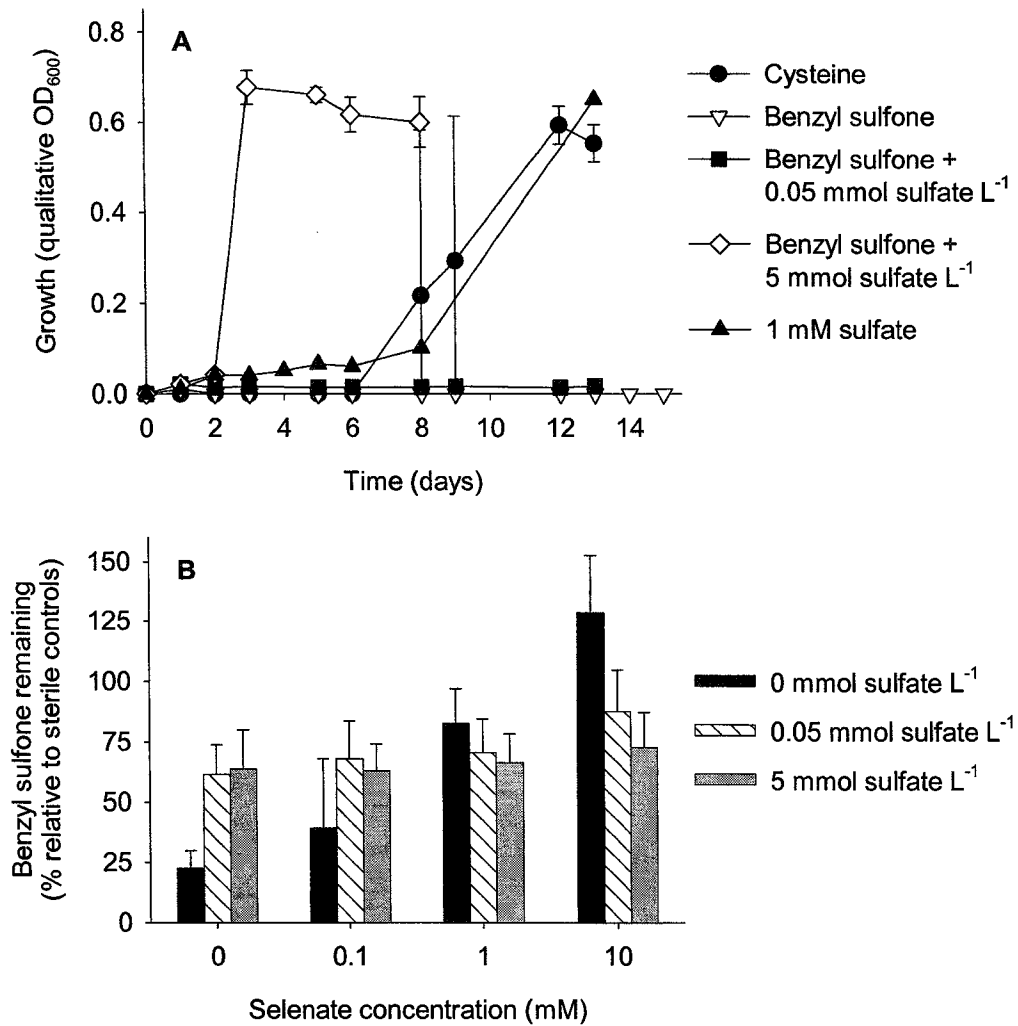 A
Growth (qualitative OD600)
0.8
0.6
0.4
0.2
0.0
0 2 4 6 8 10 12 14
Time (days)
Cysteine
Benzyl sulfone
Benzyl sulfone +
0.05 mmol sulfate L-1
Benzyl sulfone +
5 mmol sulfate L-1
1 mM sulfate
B
Benzyl sulfone remaining
(% relative to sterile controls)
150
125
100
75
50
25
0
0 0.1 1 10
Selenate concentration (mM)
0 mmol sulfate L-1
0.05 mmol sulfate L-1
5 mmol sulfate L-1